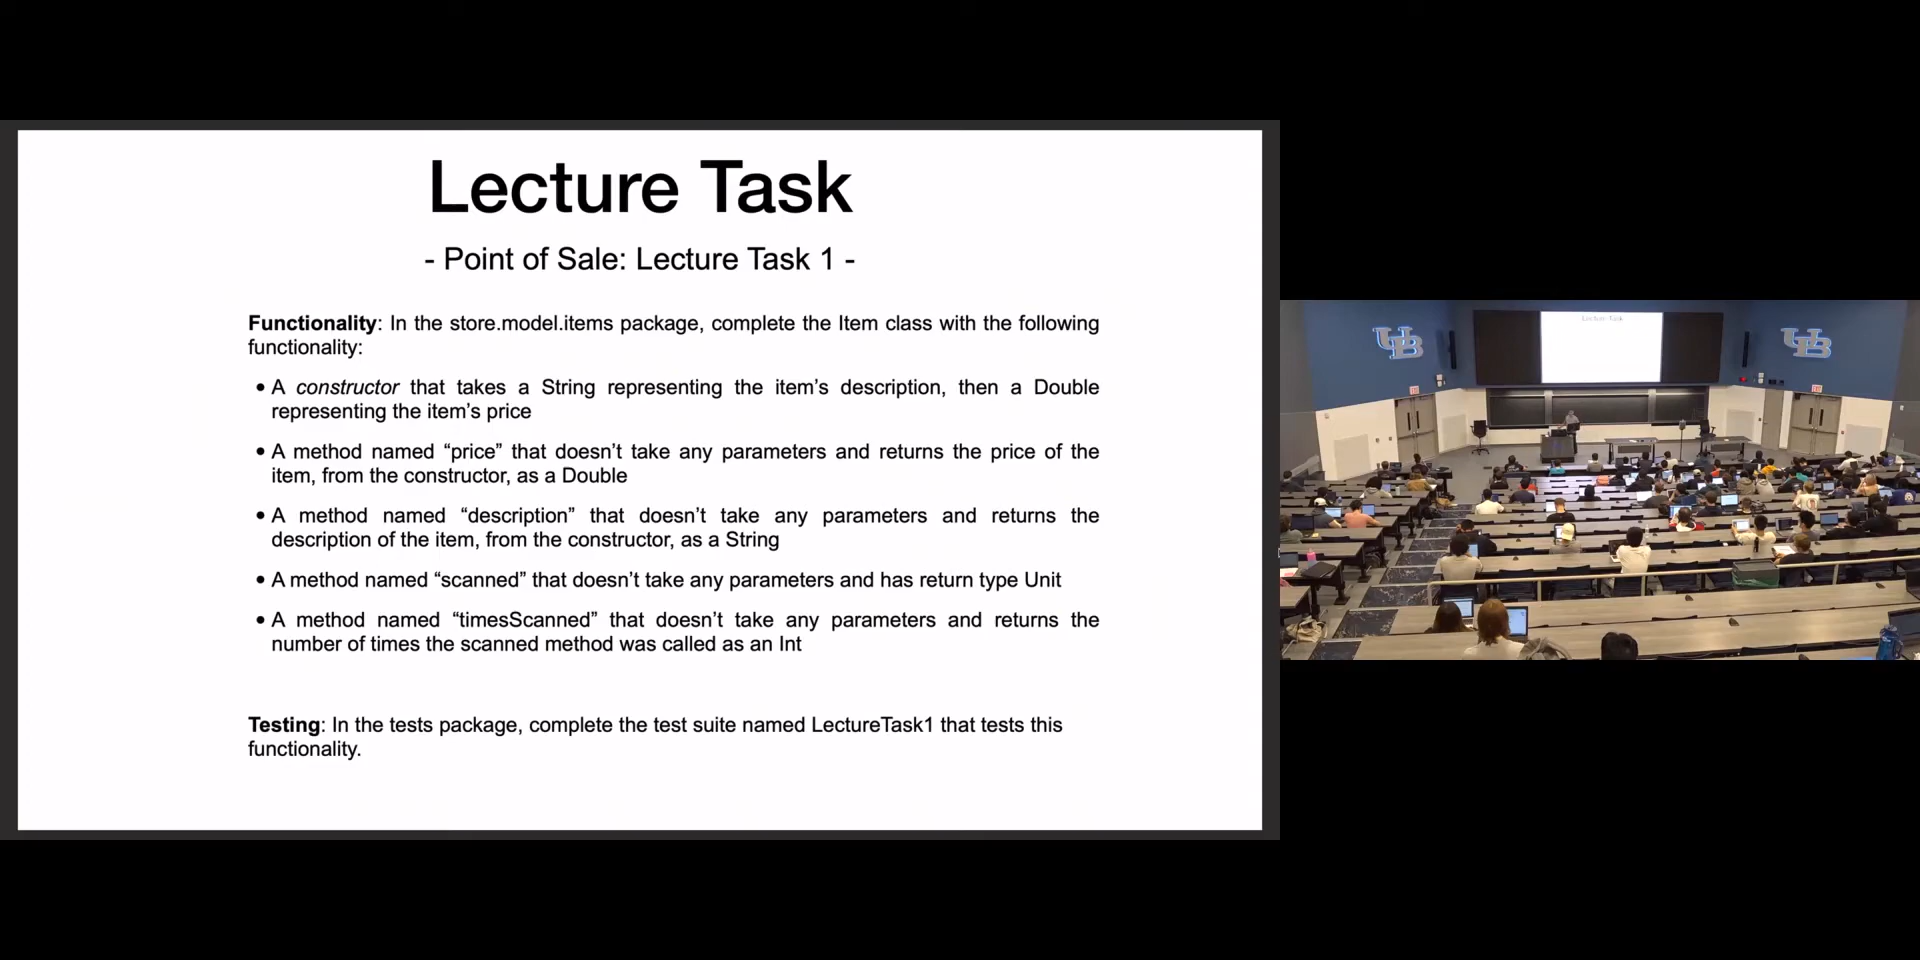 Lecture Task
- Point of Sale: Lecture Task 1 -
Functionality: In the store.model.items package, complete the Item class with the following
functionality:
• A constructor that takes a String representing the item’s description, then a Double
representing the item’s price
• A method named “price” that doesn’t take any parameters and returns the price of the
item, from the constructor, as a Double
• A method named “description” that doesn’t take any parameters and returns the
description of the item, from the constructor, as a String
• A method named “scanned” that doesn’t take any parameters and has return type Unit
• A method named “timesScanned” that doesn’t take any parameters and returns the
number of times the scanned method was called as an Int
Testing: In the tests package, complete the test suite named LectureTask1 that tests this
functionality.
UB
Lecture Task
UB